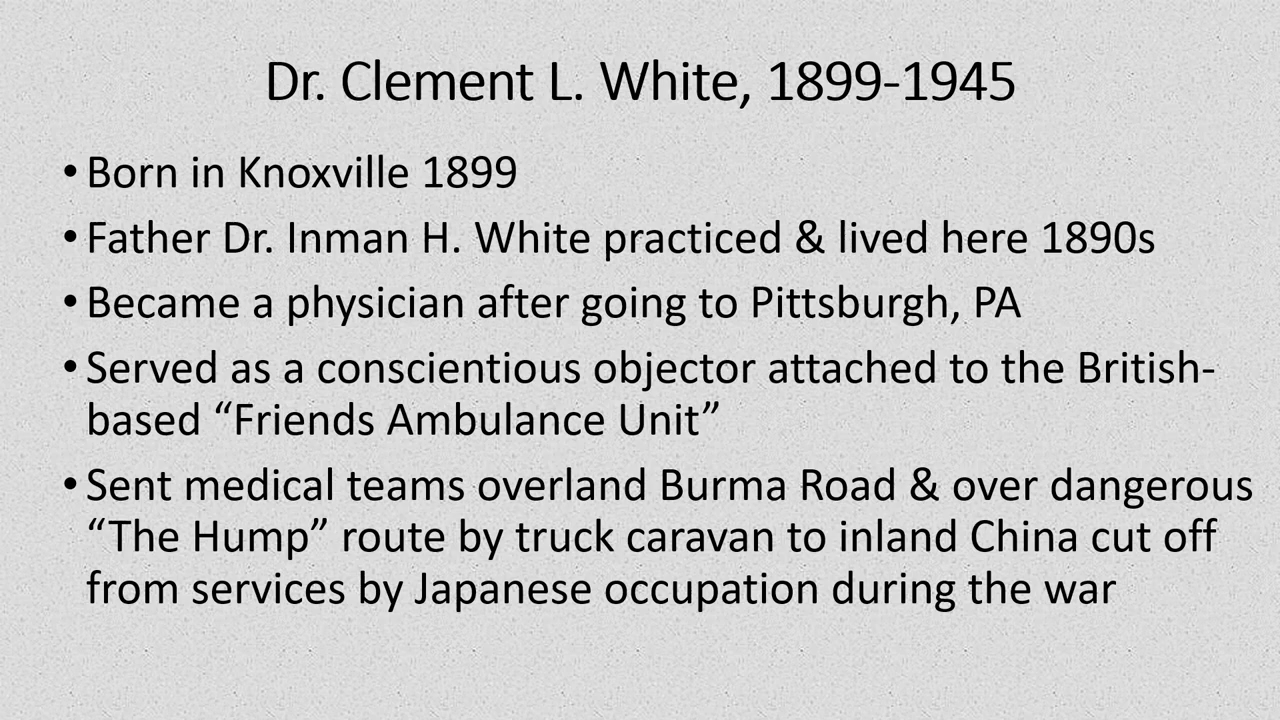 Dr. Clement L. White, 1899-1945
• Born in Knoxville 1899
• Father Dr. Inman H. White practiced & lived here 1890s
• Became a physician after going to Pittsburgh, PA
• Served as a conscientious objector attached to the British-
based “Friends Ambulance Unit”
• Sent medical teams overland Burma Road & over dangerous
“The Hump” route by truck caravan to inland China cut off
from services by Japanese occupation during the war